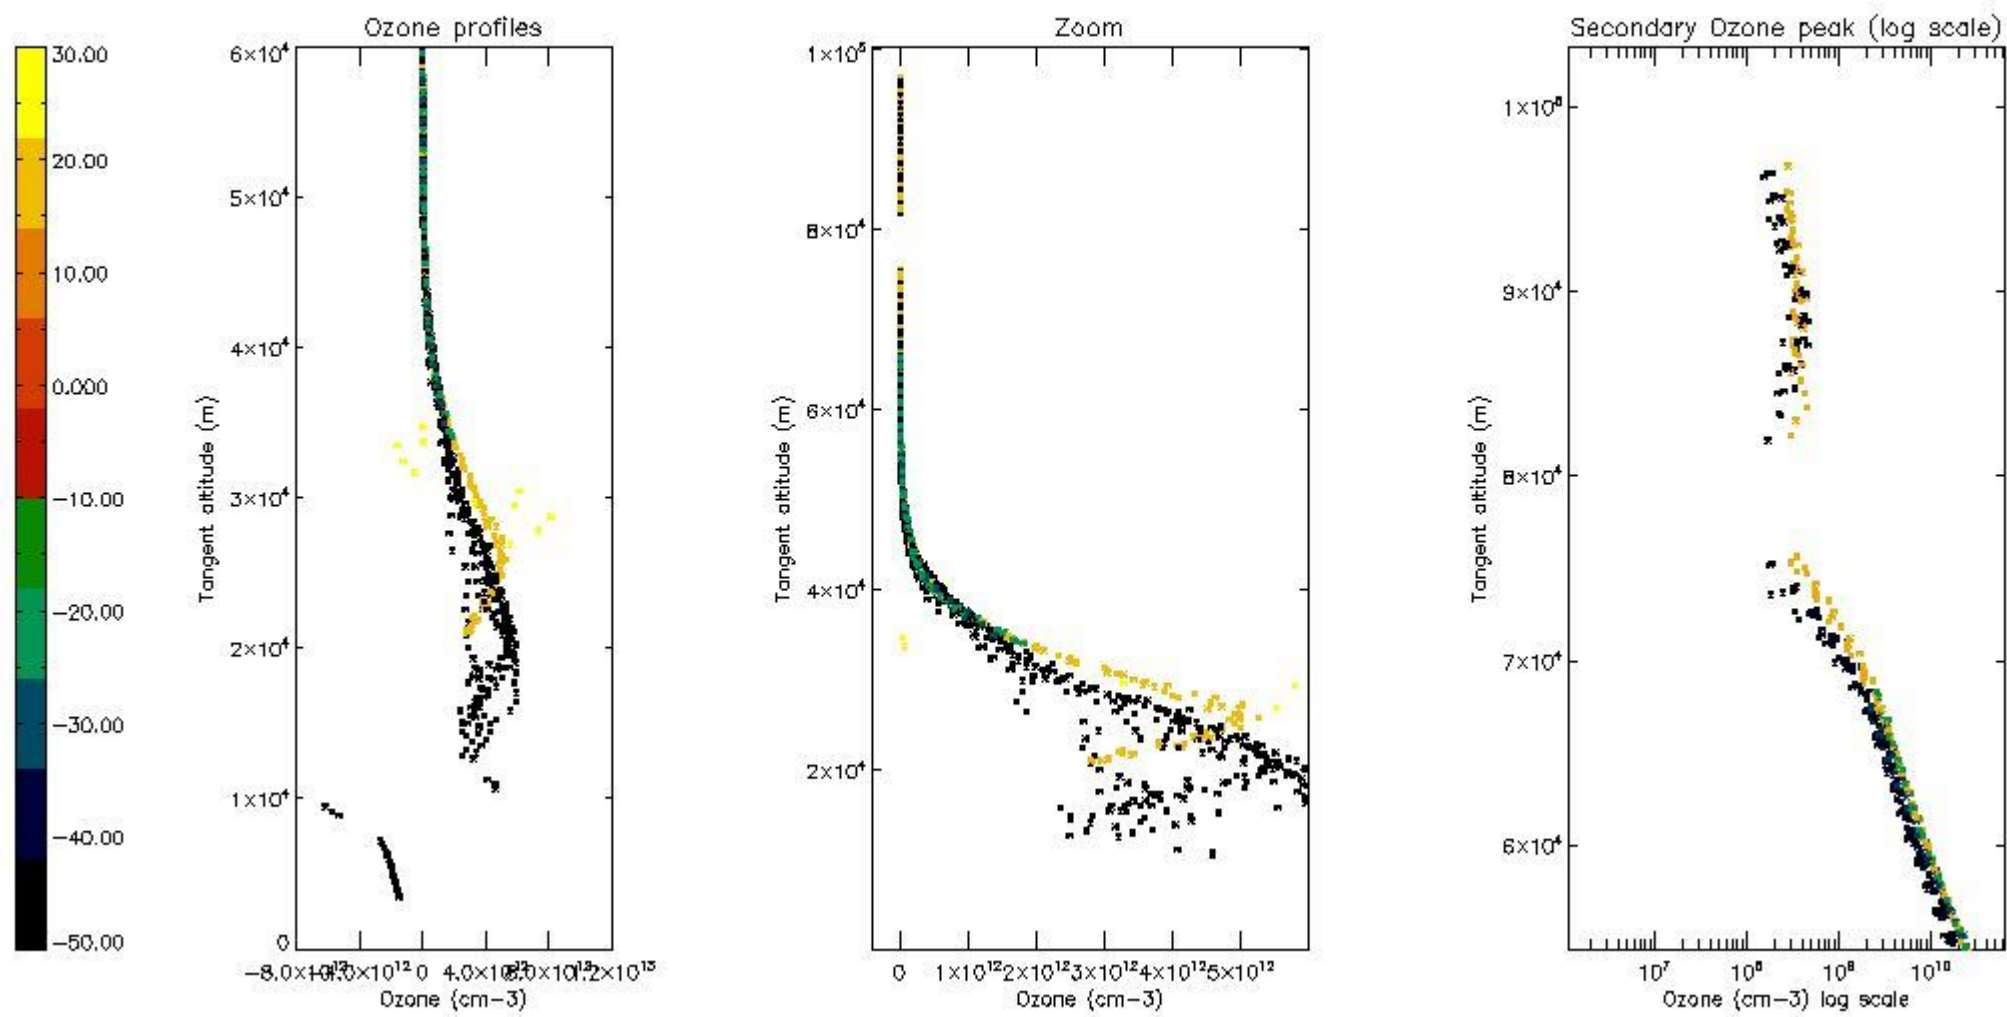 Ozone profiles
Zoom
Secondary Ozone peak (log scale)
30.00
20.00
10.00
0.000
−10.00
−20.00
−30.00
−40.00
−50.00
6×10⁴
5×10⁴
4×10⁴
3×10⁴
2×10⁴
1×10⁴
0
Tangent altitude (m)
0
Ozone (cm−3)
1×10⁵
8×10⁴
6×10⁴
4×10⁴
2×10⁴
Tangent altitude (m)
0 1×10¹² 2×10¹² 3×10¹² 4×10¹² 5×10¹²
Ozone (cm−3)
9×10⁴
8×10⁴
7×10⁴
6×10⁴
Tangent altitude (m)
10⁷ 10⁸ 10⁹ 10¹⁰
Ozone (cm−3) log scale